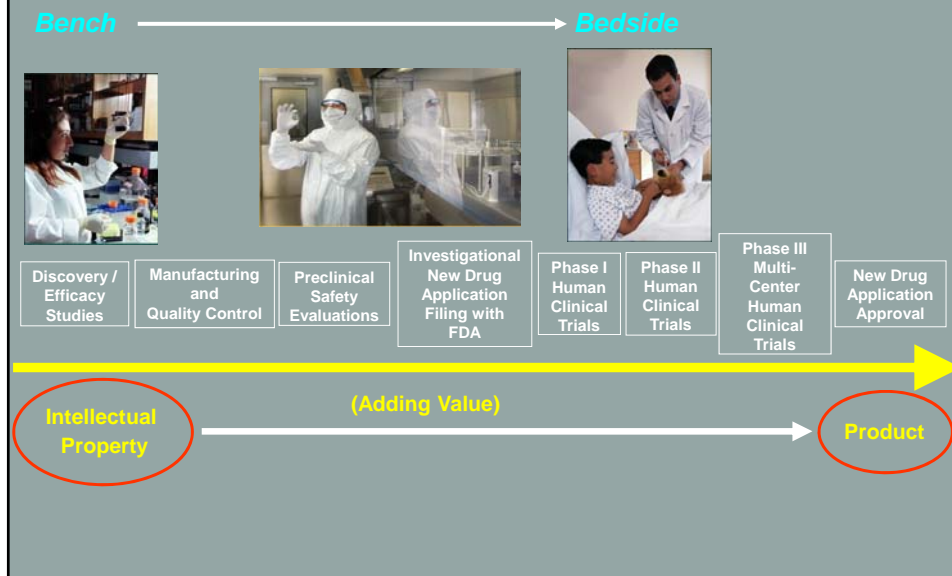 Bench
Bedside
Discovery /
Efficacy
Studies
Manufacturing
and
Quality Control
Preclinical
Safety
Evaluations
Investigational
New Drug
Application
Filing with
FDA
Phase I
Human
Clinical
Trials
Phase II
Human
Clinical
Trials
Phase III
Multi-
Center
Human
Clinical
Trials
New Drug
Application
Approval
Intellectual
Property
(Adding Value)
Product